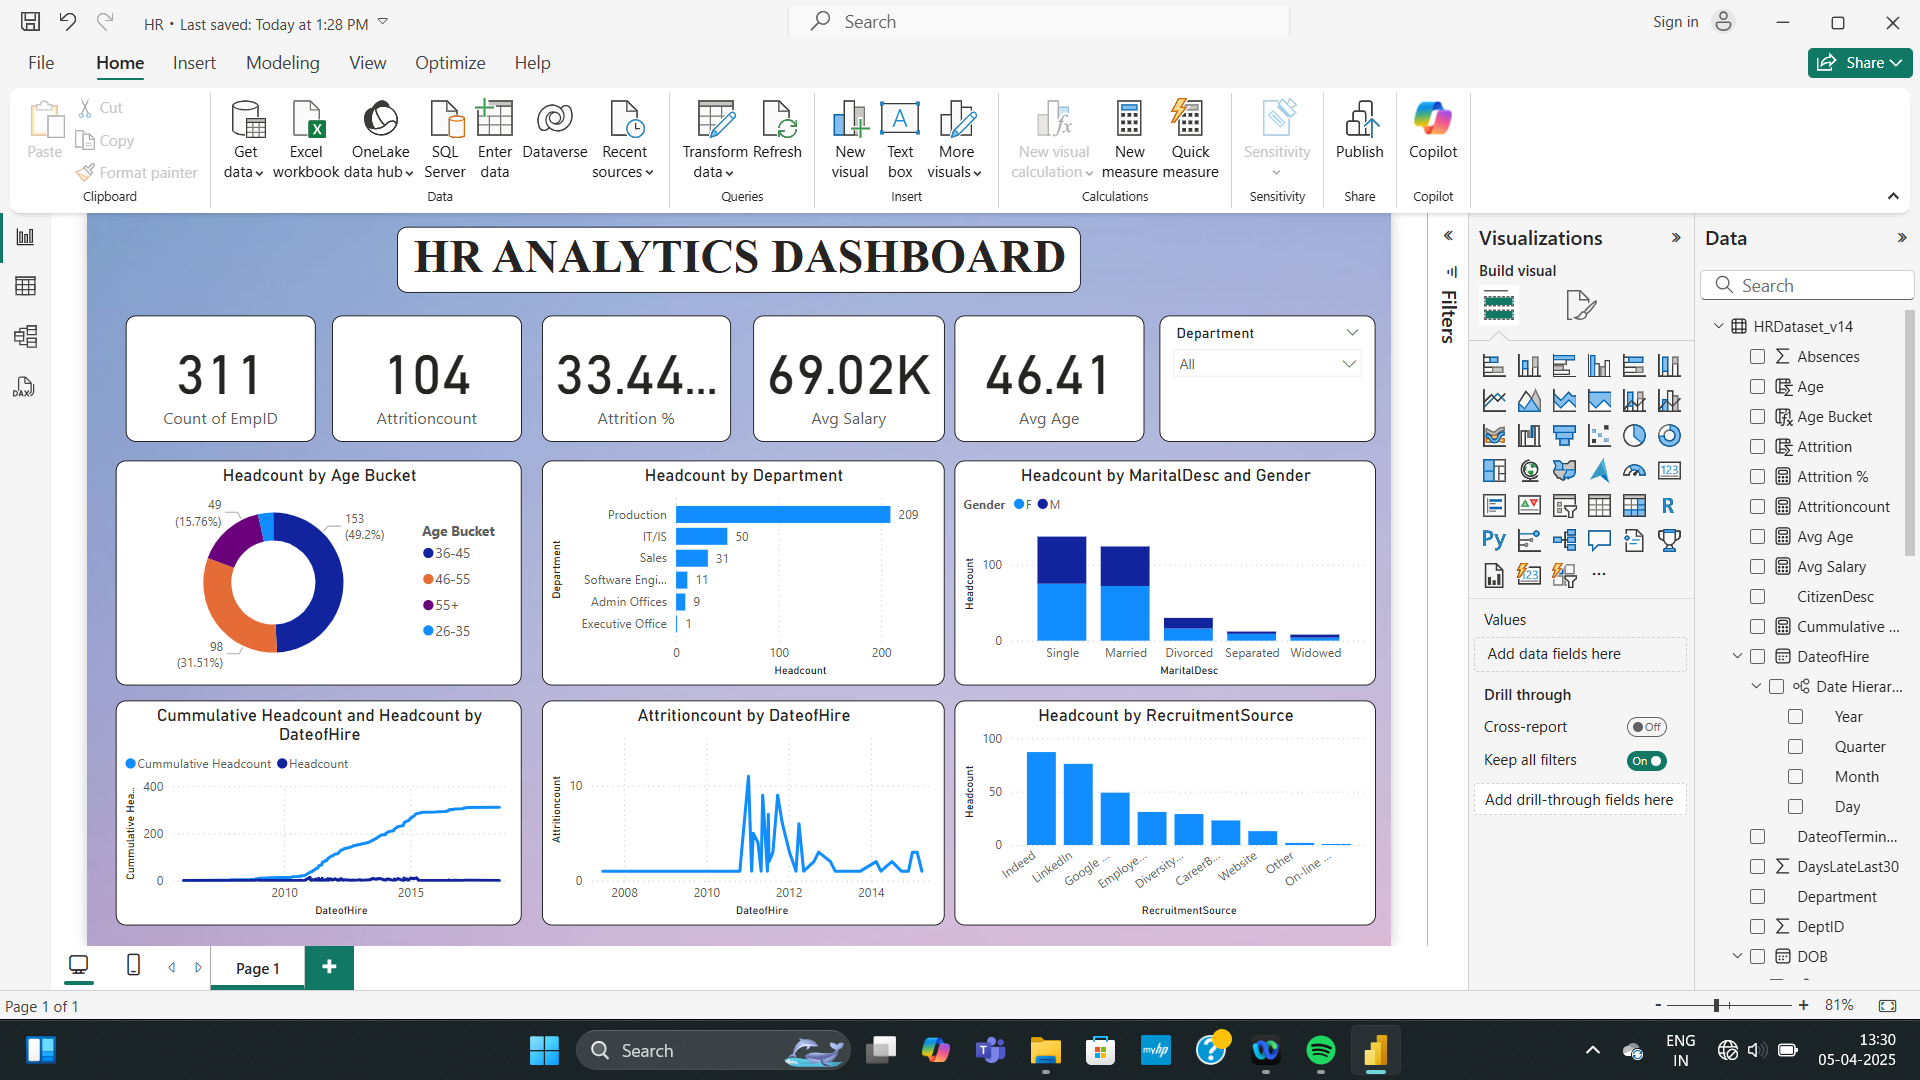 HR • Last saved: Today at 1:28 PM
Search
Sign in
File Home Insert Modeling View Optimize Help
Share
Paste
Cut
Copy
Format painter
Clipboard
Get data
Excel workbook
OneLake data hub
SQL Server
Enter data
Dataverse
Recent sources
Data
Transform data
Refresh
Queries
New visual
Text box
More visuals
Insert
New visual calculation
New measure
Quick measure
Calculations
Sensitivity
Sensitivity
Publish
Share
Copilot
Copilot
HR ANALYTICS DASHBOARD
311
Count of EmpID
104
Attritioncount
33.44...
Attrition %
69.02K
Avg Salary
46.41
Avg Age
Department
All
Headcount by Age Bucket
49
(15.76%)
153
(49.2%)
98
(31.51%)
Age Bucket
36-45
46-55
55+
26-35
Headcount by Department
Department
Production 209
IT/IS 50
Sales 31
Software Engi... 11
Admin Offices 9
Executive Office 1
0 100 200
Headcount
Headcount by MaritalDesc and Gender
Gender F M
Headcount
100
0
Single Married Divorced Separated Widowed
MaritalDesc
Cummulative Headcount and Headcount by
DateofHire
Cummulative Headcount Headcount
Cummulative Hea...
400
200
0
2010 2015
DateofHire
Attritioncount by DateofHire
Attritioncount
10
0
2008 2010 2012 2014
DateofHire
Headcount by RecruitmentSource
Headcount
100
50
0
Indeed LinkedIn Google ... Employe... Diversity... CareerB... Website Other On-line ...
RecruitmentSource
Filters
Visualizations
Build visual
123
R
Py
123
...
Values
Add data fields here
Drill through
Cross-report Off
Keep all filters On
Add drill-through fields here
Data
Search
HRDataset_v14
Absences
Age
Age Bucket
Attrition
Attrition %
Attritioncount
Avg Age
Avg Salary
CitizenDesc
Cummulative ...
DateofHire
Date Hierar...
Year
Quarter
Month
Day
DateofTermin...
DaysLateLast30
Department
DeptID
DOB
DAX
Page 1
Page 1 of 1
- + 81%
Search
myhp
ENG
IN
13:30
05-04-2025